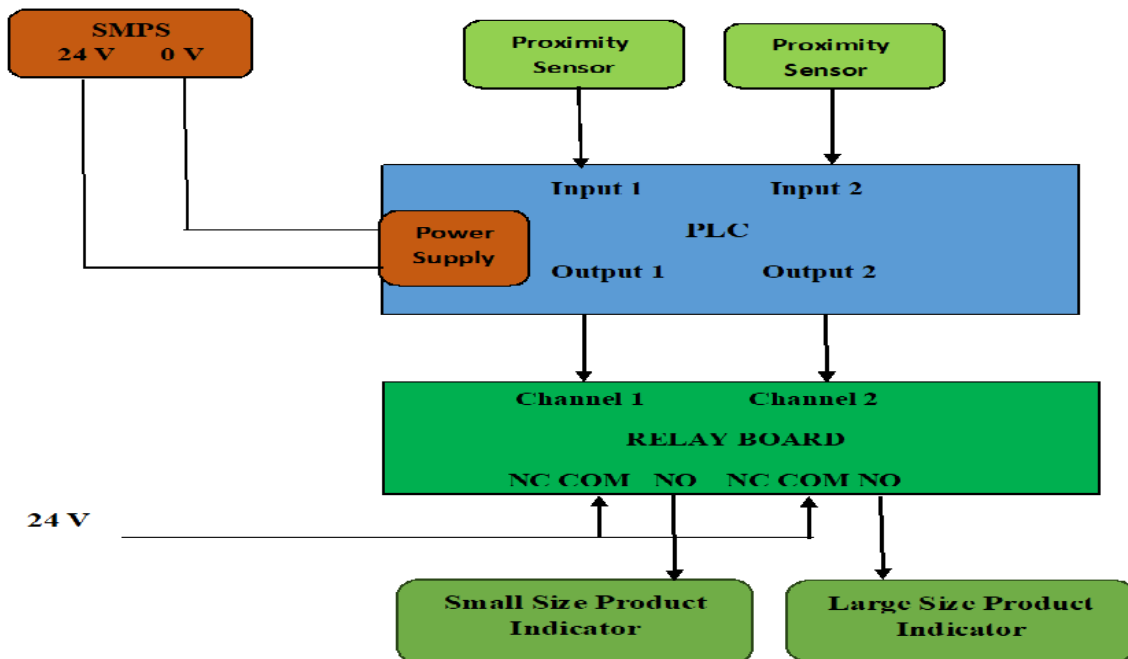 SMPS
24 V 0 V
Proximity
Sensor
Proximity
Sensor
Input 1 Input 2
PLC
Power
Supply
Output 1 Output 2
Channel 1 Channel 2
RELAY BOARD
NC COM NO NC COM NO
24 V
Small Size Product
Indicator
Large Size Product
Indicator